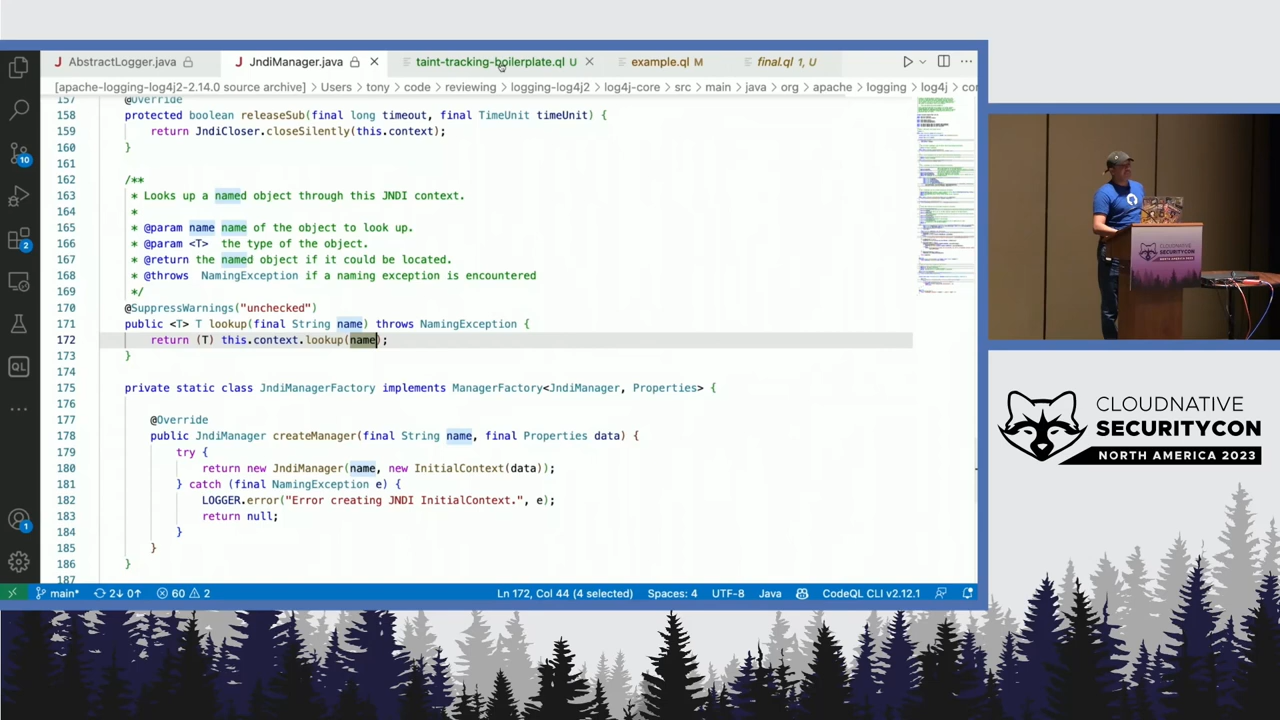 AbstractLogger.java
JndiManager.java
taint-tracking-boilerplate.ql U
example.ql M
final.ql 1, U
[apache-logging-log4j2-2.14.0 source archive] > Users > tony > code > reviewing > logging-log4j2 > log4j-core > src > main > java > org > apache > logging > log4j > cor
157 @Override
158 protected boolean releaseSub(final long timeout, final TimeUnit timeUnit) {
159 return JndiCloser.closeSilently(this.context);
160 }
161
162 /**
163 * Looks up a named object through this JNDI context.
164 *
165 * @param name name of the object to look up.
166 * @param <T> type of the object.
167 * @return the named object if it could be located.
168 * @throws NamingException if a naming exception is encountered
169
170 @SuppressWarnings("unchecked")
171 public <T> T lookup(final String name) throws NamingException {
172 return (T) this.context.lookup(name);
173 }
174
175 private static class JndiManagerFactory implements ManagerFactory<JndiManager, Properties> {
176
177 @Override
178 public JndiManager createManager(final String name, final Properties data) {
179 try {
180 return new JndiManager(name, new InitialContext(data));
181 } catch (final NamingException e) {
182 LOGGER.error("Error creating JNDI InitialContext.", e);
183 return null;
184 }
185 }
186 }
187
10
2
QL
1
main*
2↓ 0↑
60
2
Ln 172, Col 44 (4 selected)
Spaces: 4
UTF-8
Java
CodeQL CLI v2.12.1
CLOUDNATIVE
SECURITYCON
NORTH AMERICA 2023
CLOUDNATIVE
SECURITYCON
NORTH AMERICA 2023